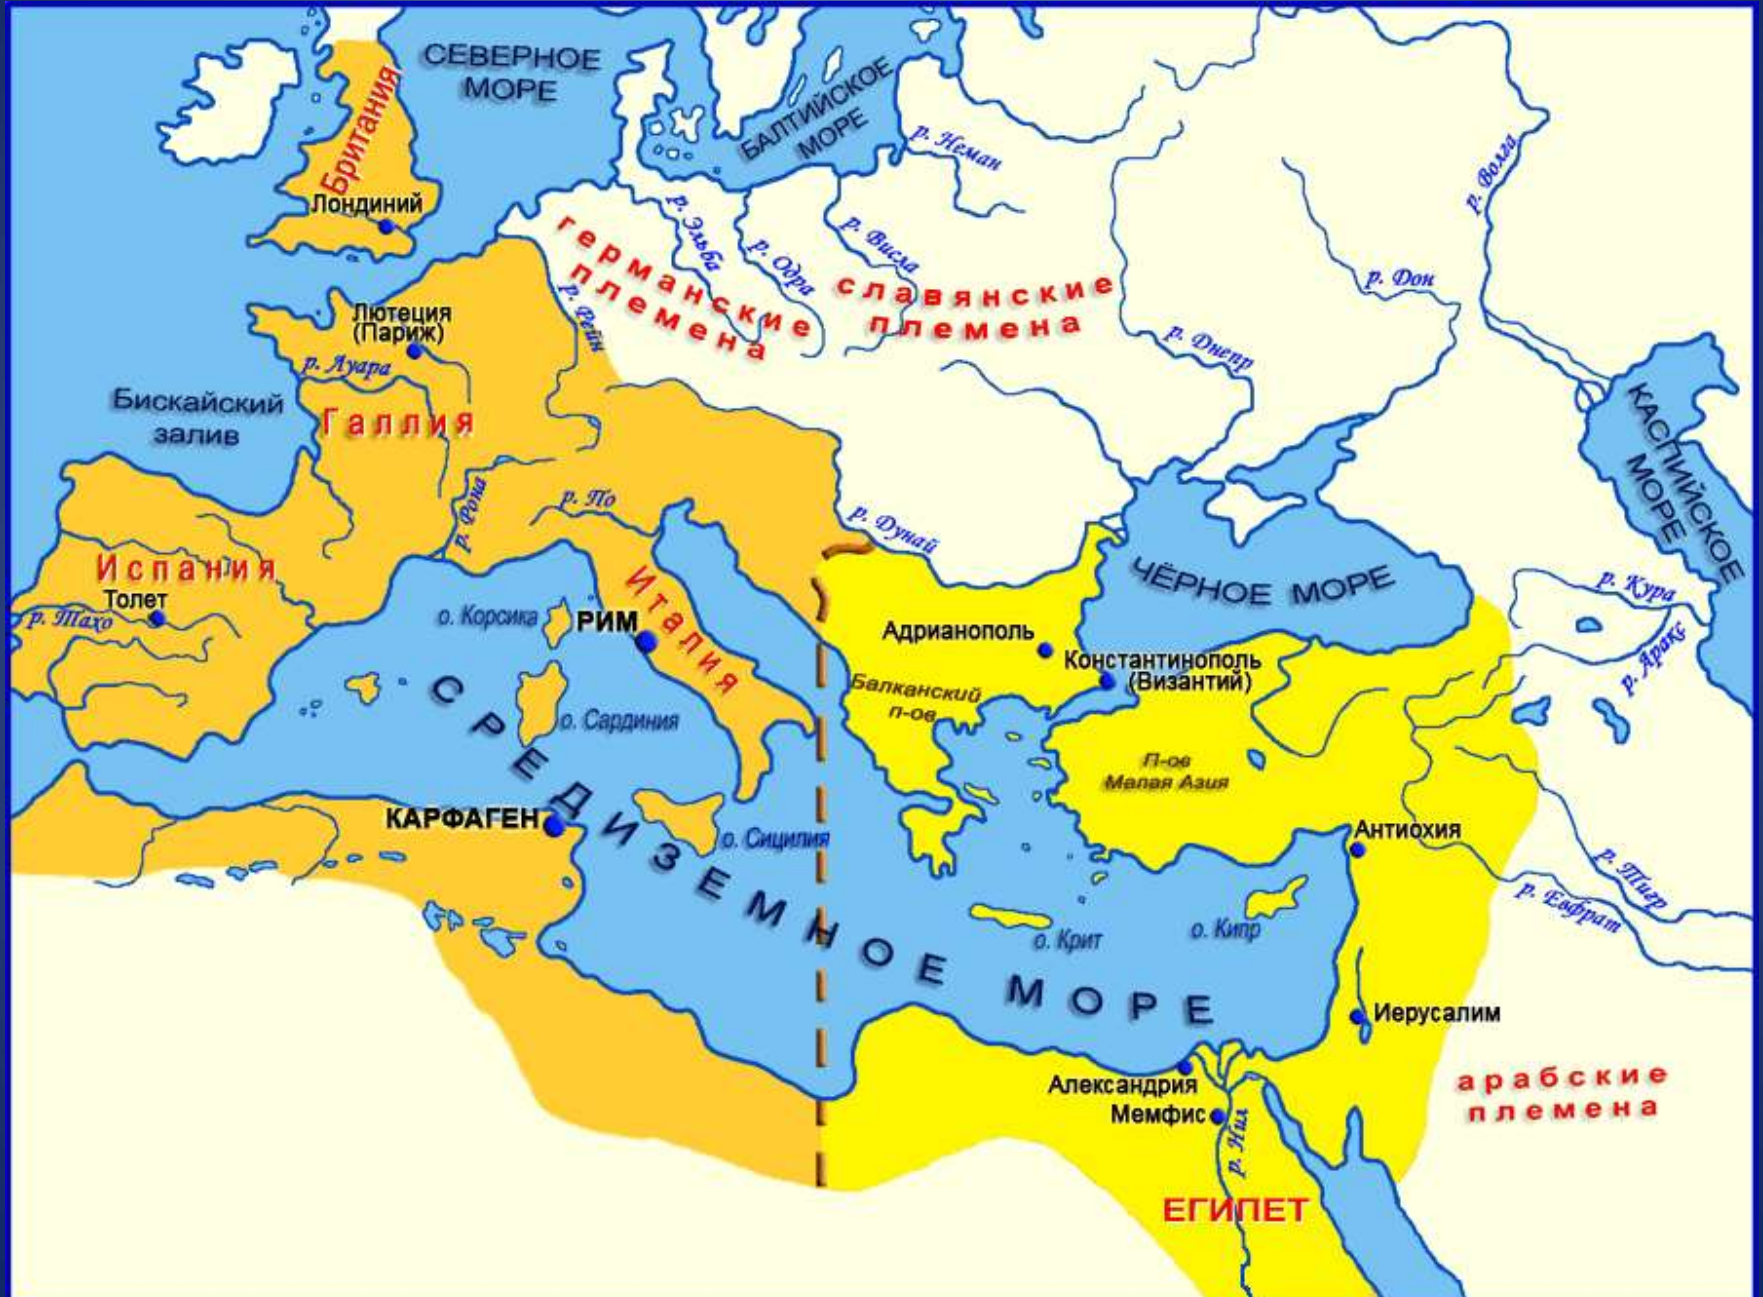 СЕВЕРНОЕ
МОРЕ
БАЛТИЙСКОЕ
МОРЕ
Британия
Лондиний
р. Неман
р. Волга
германские
племена
р. Эльба
р. Одра
р. Висла
славянские
племена
р. Дон
р. Днепр
р. Рейн
Лютеция
(Париж)
р. Луара
Галлия
Бискайский
залив
КАСПИЙСКОЕ
МОРЕ
р. Рона
р. По
р. Дунай
Испания
Толет
р. Тахо
ЧЁРНОЕ МОРЕ
р. Кура
р. Аракс
о. Корсика
РИМ
Италия
Адрианополь
Константинополь
(Византий)
Балканский
п-ов
о. Сардиния
СРЕДИЗЕМНОЕ МОРЕ
П-ов
Малая Азия
КАРФАГЕН
о. Сицилия
Антиохия
р. Тигр
р. Евфрат
о. Крит
о. Кипр
Иерусалим
Александрия
Мемфис
р. Нил
арабские
племена
ЕГИПЕТ